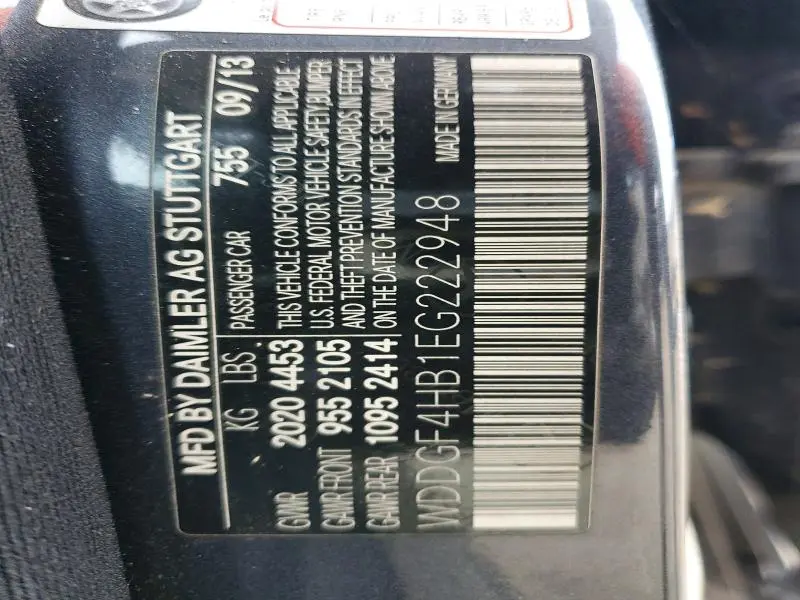 MFD BY DAIMLER AG STUTTGART
KG LBS. PASSENGER CAR 755 09/13
GVWR 2020 4453 THIS VEHICLE CONFORMS TO ALL APPLICABLE
GAWR FRONT 955 2105 U.S. FEDERAL MOTOR VEHICLE SAFETY,BUMPER
AND THEFT PREVENTION STANDARDS IN EFFECT
GAWR REAR 1095 2414 ON THE DATE OF MANUFACTURE SHOWN ABOVE
WDDGF4HB1EG222948 MADE IN GERMANY